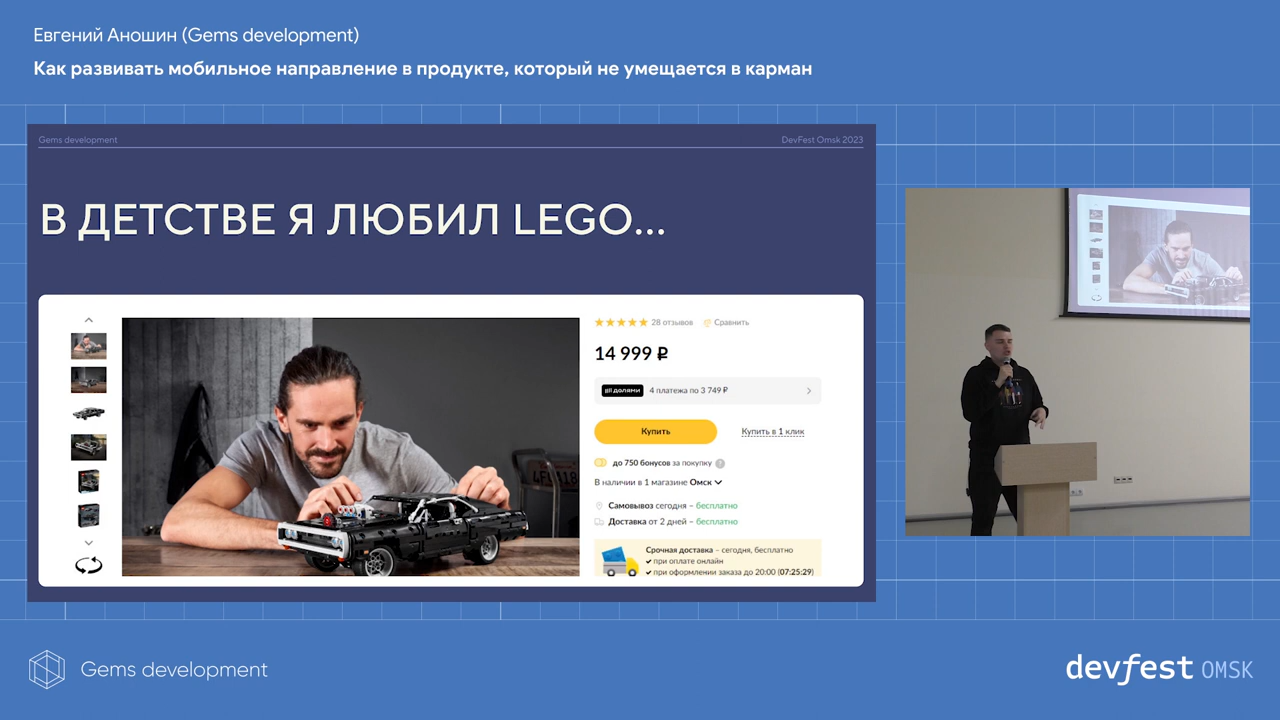 Евгений Аношин (Gems development)
Как развивать мобильное направление в продукте, который не умещается в карман
Gems development
DevFest Omsk 2023
В ДЕТСТВЕ Я ЛЮБИЛ LEGO...
28 отзывов
Сравнить
14 999 ₽
долями
4 платежа по 3 749 ₽
Купить
Купить в 1 клик
до 750 бонусов за покупку ?
В наличии в 1 магазине Омск
Самовывоз сегодня – бесплатно
Доставка от 2 дней – бесплатно
Срочная доставка – сегодня, бесплатно
✔ при оплате онлайн
✔ при оформлении заказа до 20:00 (07:25:29)
Gems development
devfest OMSK